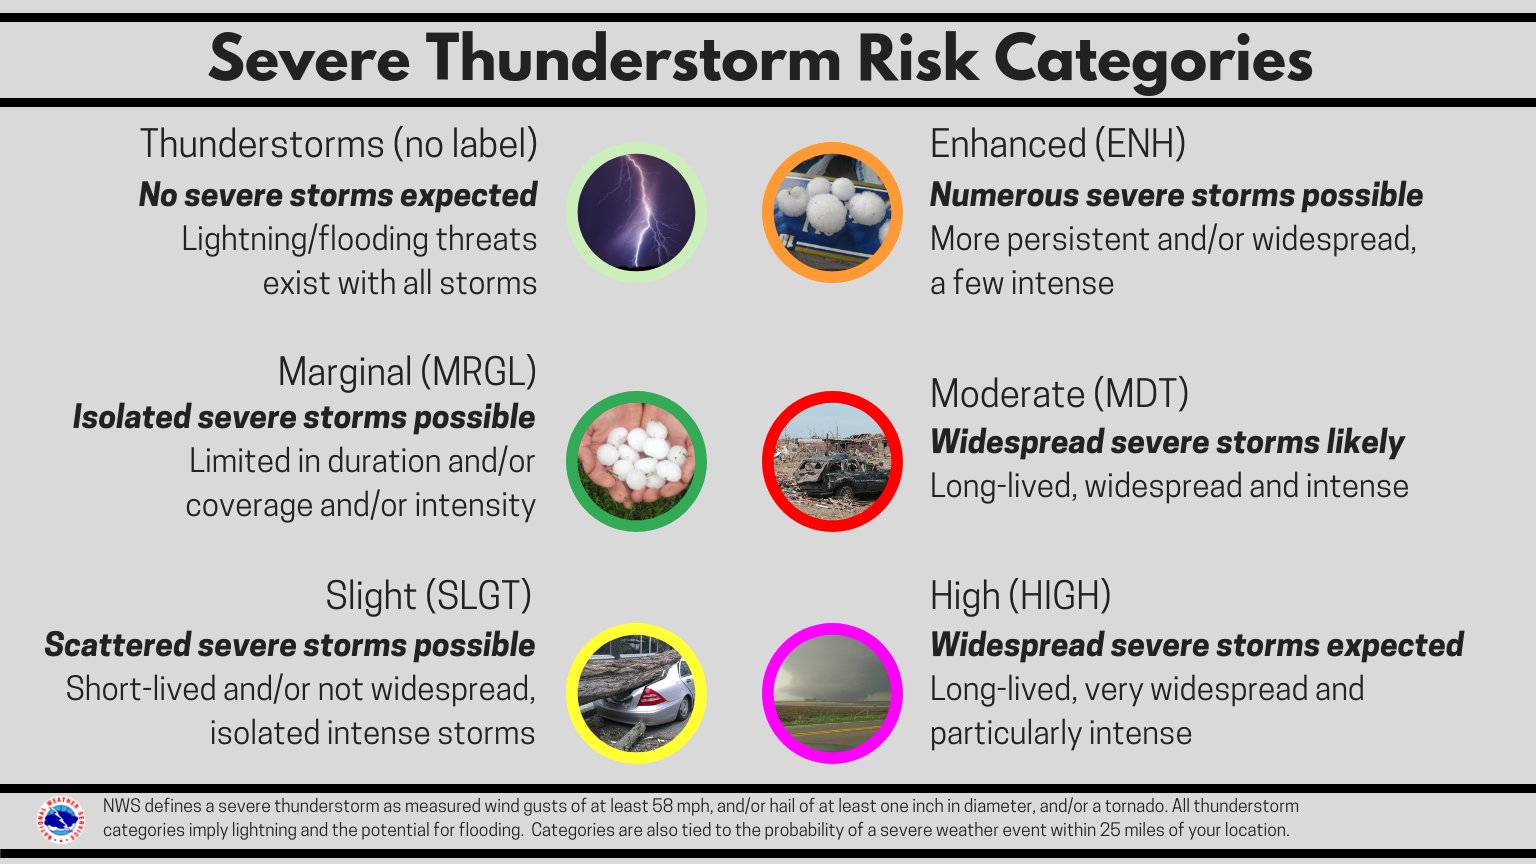 Severe Thunderstorm Risk Categories
Thunderstorms (no label)
No severe storms expected
Lightning/flooding threats
exist with all storms
Marginal (MRGL)
Isolated severe storms possible
Limited in duration and/or
coverage and/or intensity
Slight (SLGT)
Scattered severe storms possible
Short-lived and/or not widespread,
isolated intense storms
Enhanced (ENH)
Numerous severe storms possible
More persistent and/or widespread,
a few intense
Moderate (MDT)
Widespread severe storms likely
Long-lived, widespread and intense
High (HIGH)
Widespread severe storms expected
Long-lived, very widespread and
particularly intense
NATIONAL WEATHER SERVICE
NWS defines a severe thunderstorm as measured wind gusts of at least 58 mph, and/or hail of at least one inch in diameter, and/or a tornado. All thunderstorm
categories imply lightning and the potential for flooding.  Categories are also tied to the probability of a severe weather event within 25 miles of your location.